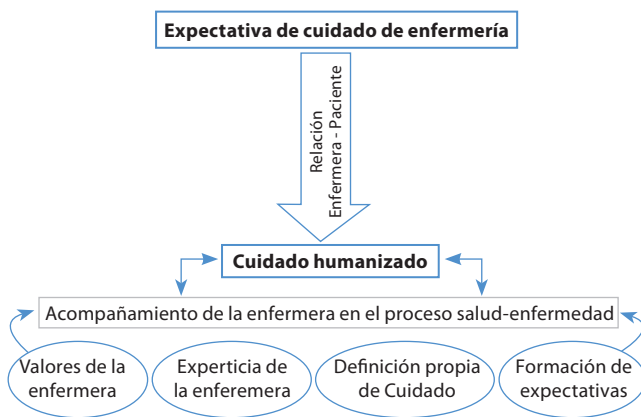 Expectativa de cuidado de enfermería
Relación
Enfermera - Paciente
Cuidado humanizado
Acompañamiento de la enfermera en el proceso salud-enfermedad
Valores de la
enfermera
Experticia de
la enferemera
Definición propia
de Cuidado
Formación de
expectativas